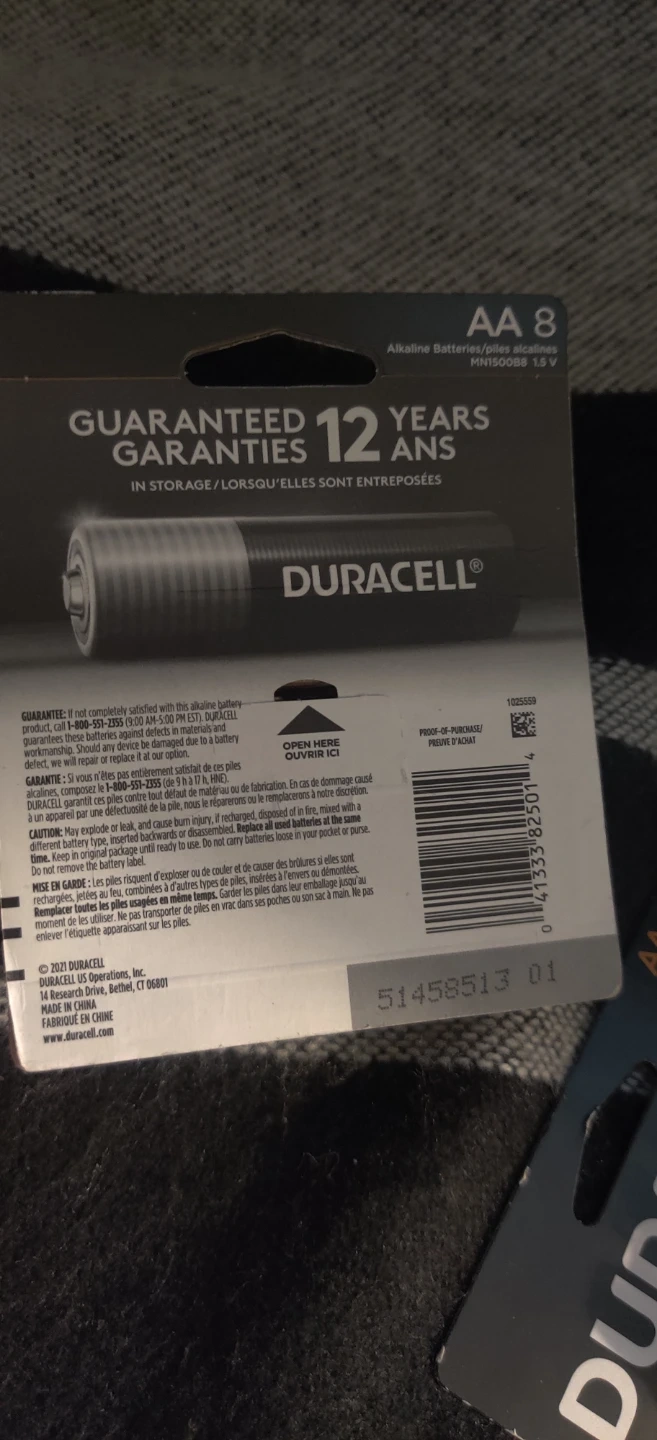 AA 8
Alkaline Batteries/piles alcalines
MN1500B8 1.5 V
GUARANTEED 12 YEARS
GARANTIES ANS
IN STORAGE / LORSQU'ELLES SONT ENTREPOSÉES
DURACELL®
GUARANTEE: If not completely satisfied with this alkaline battery
product, call 1-800-551-2355 (9:00 AM-5:00 PM EST). DURACELL
guarantees these batteries against defects in materials and
workmanship. Should any device be damaged due to a battery
defect, we will repair or replace it at our option.
GARANTIE : Si vous n'êtes pas entièrement satisfait de ces piles
alcalines, composez le 1-800-551-2355 (de 9 h à 17 h, HNE).
DURACELL garantit ces piles contre tout défaut de matériau ou de fabrication. En cas de dommage causé
à un appareil par une défectuosité de la pile, nous le réparerons ou le remplacerons à notre discrétion.
CAUTION: May explode or leak, and cause burn injury, if recharged, disposed of in fire, mixed with a
different battery type, inserted backwards or disassembled. Replace all used batteries at the same
time. Keep in original package until ready to use. Do not carry batteries loose in your pocket or purse.
Do not remove the battery label.
MISE EN GARDE : Les piles risquent d'exploser ou de couler et de causer des brûlures si elles sont
rechargées, jetées au feu, combinées à d'autres types de piles, insérées à l'envers ou démontées.
Remplacer toutes les piles usagées en même temps. Garder les piles dans leur emballage jusqu'au
moment de les utiliser. Ne pas transporter de piles en vrac dans ses poches ou son sac à main. Ne pas
enlever l'étiquette apparaissant sur les piles.
OPEN HERE
OUVRIR ICI
1025559
PROOF-OF-PURCHASE/
PREUVE D'ACHAT
0 41333 82501 4
© 2021 DURACELL
DURACELL US Operations, Inc.
14 Research Drive, Bethel, CT 06801
MADE IN CHINA
FABRIQUÉ EN CHINE
www.duracell.com
51458513 01
AA
DUR